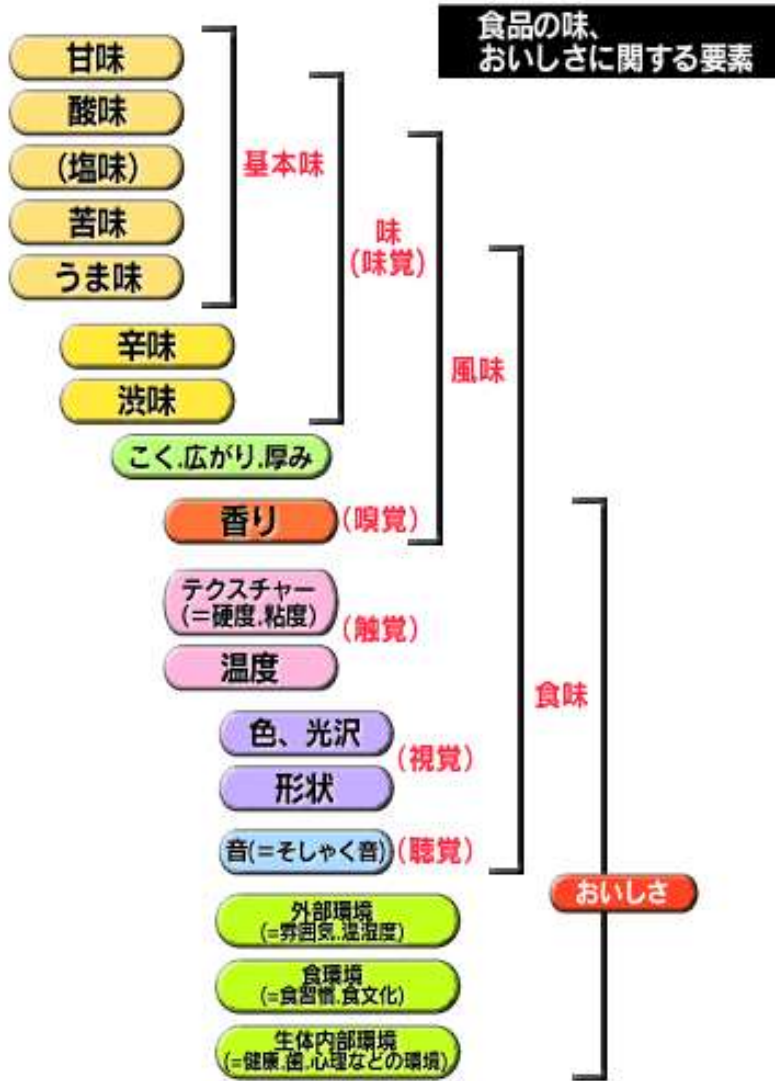 食品の味、
おいしさに関する要素
甘味
酸味
(塩味)
苦味
うま味
基本味
辛味
渋味
味
(味覚)
こく.広がり.厚み
香り
(嗅覚)
風味
テクスチャー
(=硬度.粘度)
温度
(触覚)
色、光沢
形状
(視覚)
音(=そしゃく音)
(聴覚)
食味
外部環境
(=雰囲気.温湿度)
食環境
(=食習慣.食文化)
生体内部環境
(=健康.歯.心理などの環境)
おいしさ